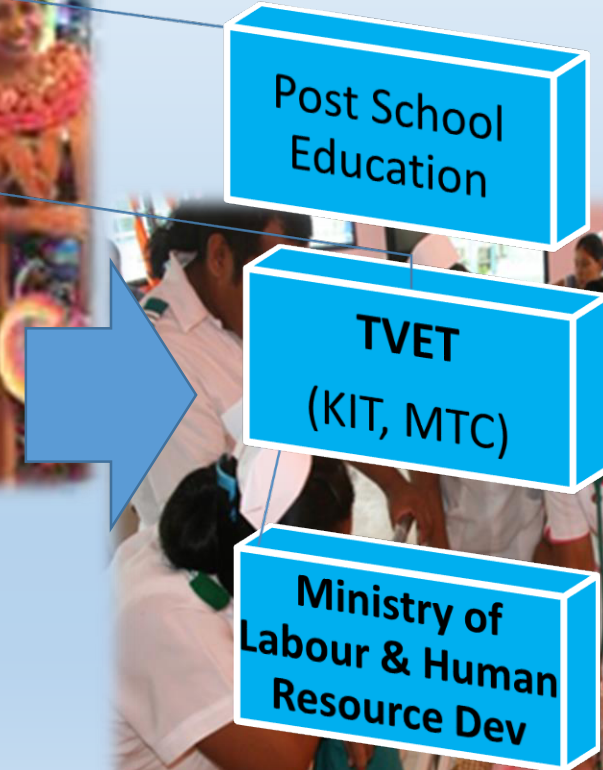 Post School
Education
TVET
(KIT, MTC)
Ministry of
Labour & Human
Resource Dev